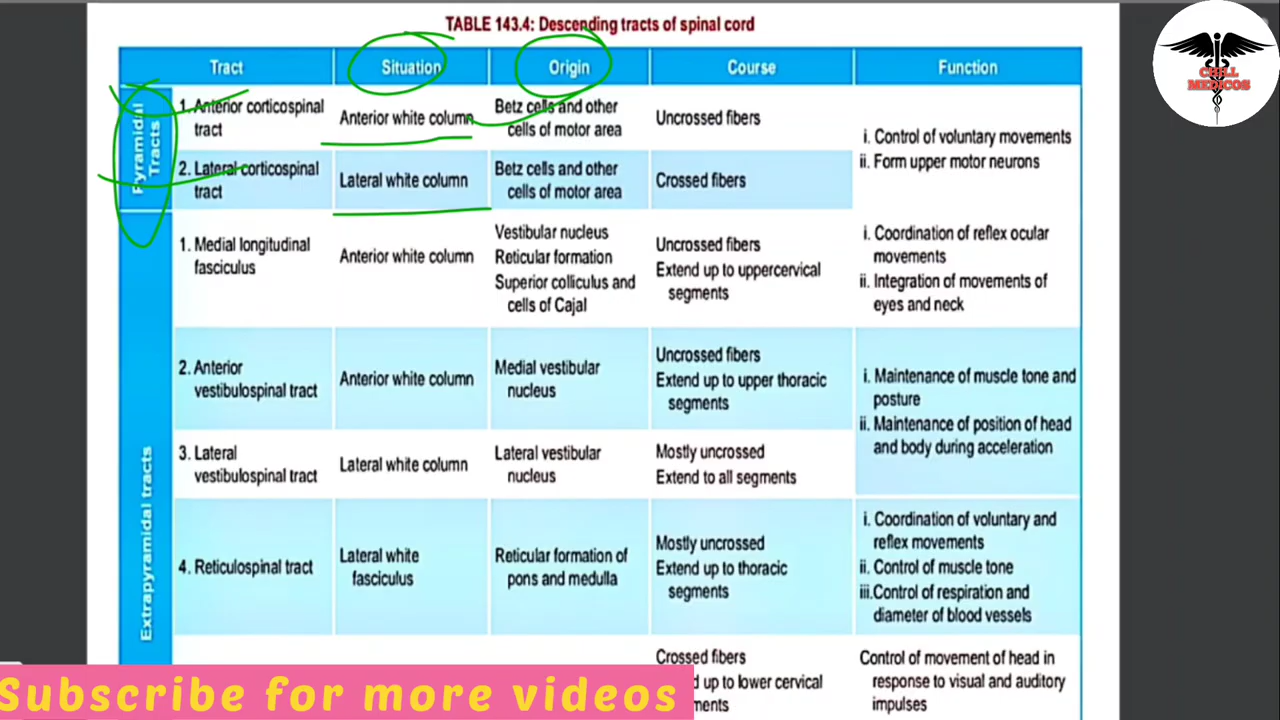 TABLE 143.4: Descending tracts of spinal cord
CHILL
MEDICOS
Tract
Situation
Origin
Course
Function
Pyramidal
Tracts
1. Anterior corticospinal
tract
Anterior white column
Betz cells and other
cells of motor area
Uncrossed fibers
i. Control of voluntary movements
ii. Form upper motor neurons
2. Lateral corticospinal
tract
Lateral white column
Betz cells and other
cells of motor area
Crossed fibers
Extrapyramidal tracts
1. Medial longitudinal
fasciculus
Anterior white column
Vestibular nucleus
Reticular formation
Superior colliculus and
cells of Cajal
Uncrossed fibers
Extend up to uppercervical
segments
i. Coordination of reflex ocular
movements
ii. Integration of movements of
eyes and neck
2. Anterior
vestibulospinal tract
Anterior white column
Medial vestibular
nucleus
Uncrossed fibers
Extend up to upper thoracic
segments
i. Maintenance of muscle tone and
posture
ii. Maintenance of position of head
and body during acceleration
3. Lateral
vestibulospinal tract
Lateral white column
Lateral vestibular
nucleus
Mostly uncrossed
Extend to all segments
4. Reticulospinal tract
Lateral white
fasciculus
Reticular formation of
pons and medulla
Mostly uncrossed
Extend up to thoracic
segments
i. Coordination of voluntary and
reflex movements
ii. Control of muscle tone
iii.Control of respiration and
diameter of blood vessels
Crossed fibers
up to lower cervical
Control of movement of head in
response to visual and auditory
impulses
Subscribe for more videos